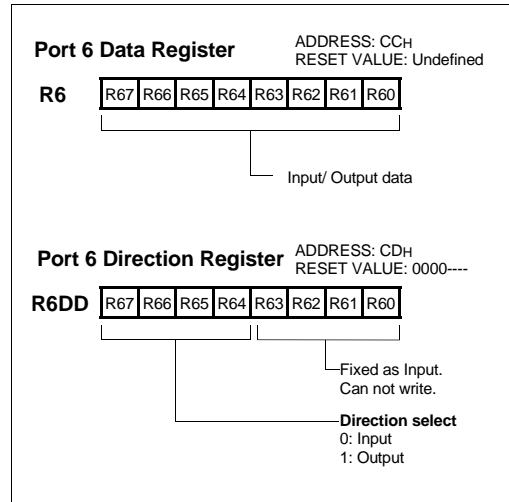 Port 6 Data Register
ADDRESS: CCH
RESET VALUE: Undefined
R6
R67 R66 R65 R64 R63 R62 R61 R60
Input/ Output data
Port 6 Direction Register
ADDRESS: CDH
RESET VALUE: 0000----
R6DD
R67 R66 R65 R64 R63 R62 R61 R60
Fixed as Input.
Can not write.
Direction select
0: Input
1: Output